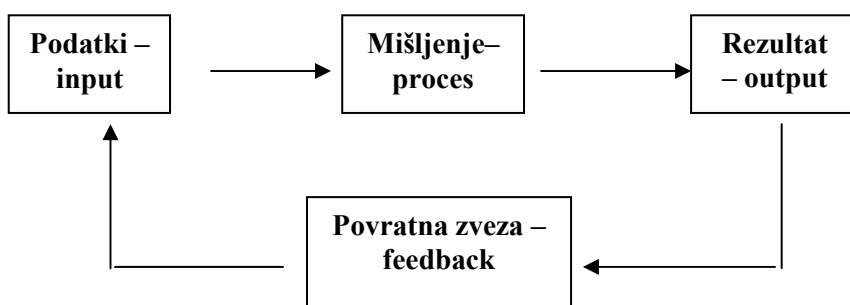 Podatki –
input
Mišljenje–
proces
Rezultat
– output
Povratna zveza –
feedback